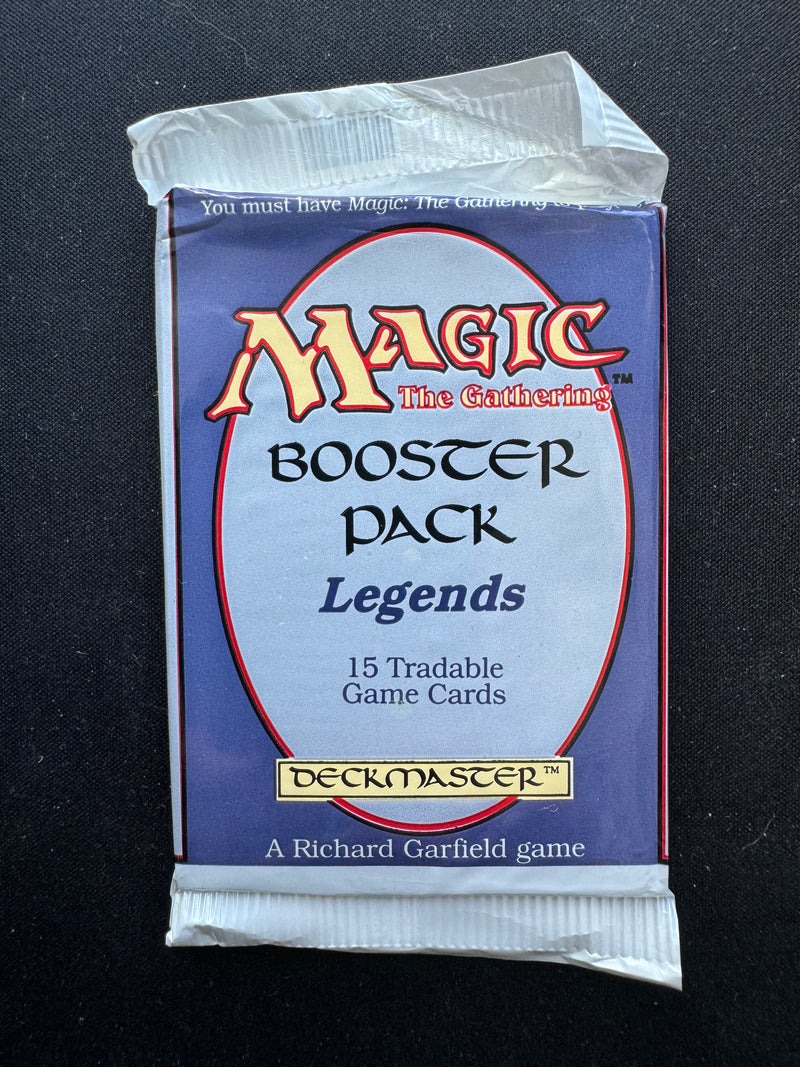 You must have Magic: The Gathering to
MAGIC
The Gathering™
BOOSTER
PACK
Legends
15 Tradable
Game Cards
DECKMASTER™
A Richard Garfield game